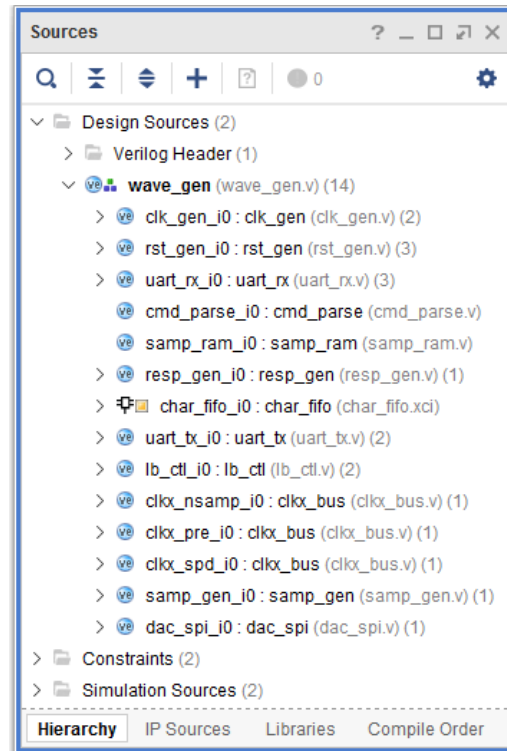 Sources
0
Design Sources (2)
Verilog Header (1)
wave_gen (wave_gen.v) (14)
clk_gen_i0 : clk_gen (clk_gen.v) (2)
rst_gen_i0 : rst_gen (rst_gen.v) (3)
uart_rx_i0 : uart_rx (uart_rx.v) (3)
cmd_parse_i0 : cmd_parse (cmd_parse.v)
samp_ram_i0 : samp_ram (samp_ram.v)
resp_gen_i0 : resp_gen (resp_gen.v) (1)
char_fifo_i0 : char_fifo (char_fifo.xci)
uart_tx_i0 : uart_tx (uart_tx.v) (2)
lb_ctl_i0 : lb_ctl (lb_ctl.v) (2)
clkx_nsamp_i0 : clkx_bus (clkx_bus.v) (1)
clkx_pre_i0 : clkx_bus (clkx_bus.v) (1)
clkx_spd_i0 : clkx_bus (clkx_bus.v) (1)
samp_gen_i0 : samp_gen (samp_gen.v) (1)
dac_spi_i0 : dac_spi (dac_spi.v) (1)
Constraints (2)
Simulation Sources (2)
Hierarchy IP Sources Libraries Compile Order